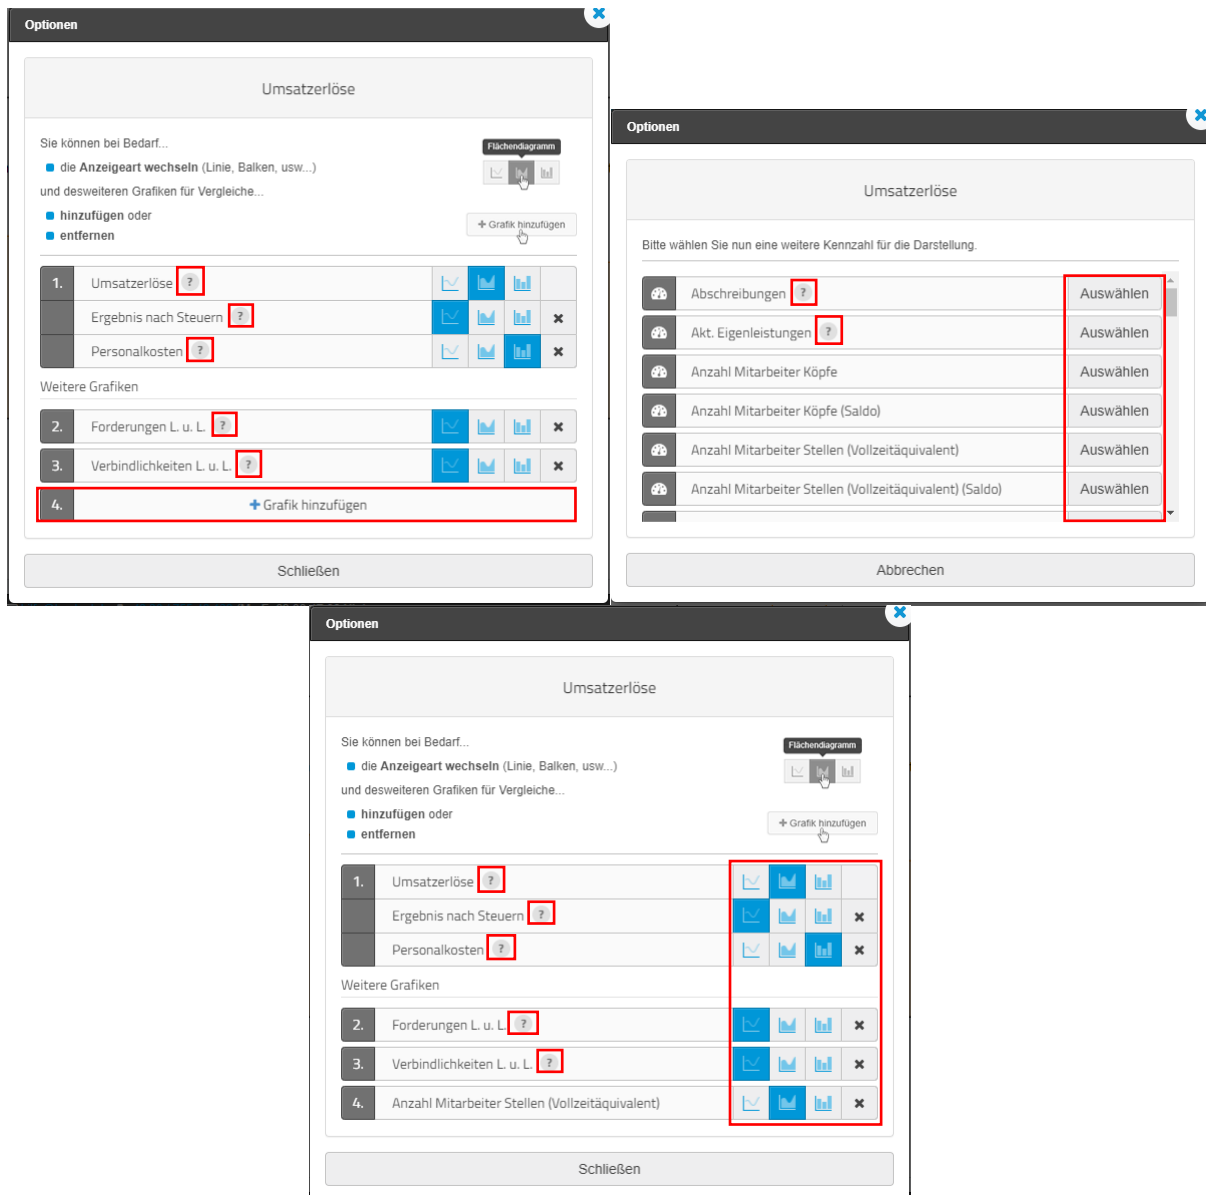 Optionen
Umsatzerlöse
Sie können bei Bedarf...
die Anzeigeart wechseln (Linie, Balken, usw...)
Flächendiagramm
und desweiteren Grafiken für Vergleiche...
hinzufügen oder
entfernen
+ Grafik hinzufügen
1. Umsatzerlöse ?
Ergebnis nach Steuern ?
Personalkosten ?
Weitere Grafiken
2. Forderungen L. u. L. ?
3. Verbindlichkeiten L. u. L. ?
4. + Grafik hinzufügen
Schließen
Optionen
Umsatzerlöse
Bitte wählen Sie nun eine weitere Kennzahl für die Darstellung.
Abschreibungen ? Auswählen
Akt. Eigenleistungen ? Auswählen
Anzahl Mitarbeiter Köpfe Auswählen
Anzahl Mitarbeiter Köpfe (Saldo) Auswählen
Anzahl Mitarbeiter Stellen (Vollzeitäquivalent) Auswählen
Anzahl Mitarbeiter Stellen (Vollzeitäquivalent) (Saldo) Auswählen
Abbrechen
Optionen
Umsatzerlöse
Sie können bei Bedarf...
die Anzeigeart wechseln (Linie, Balken, usw...)
Flächendiagramm
und desweiteren Grafiken für Vergleiche...
hinzufügen oder
entfernen
+ Grafik hinzufügen
1. Umsatzerlöse ?
Ergebnis nach Steuern ?
Personalkosten ?
Weitere Grafiken
2. Forderungen L. u. L. ?
3. Verbindlichkeiten L. u. L. ?
4. Anzahl Mitarbeiter Stellen (Vollzeitäquivalent)
Schließen